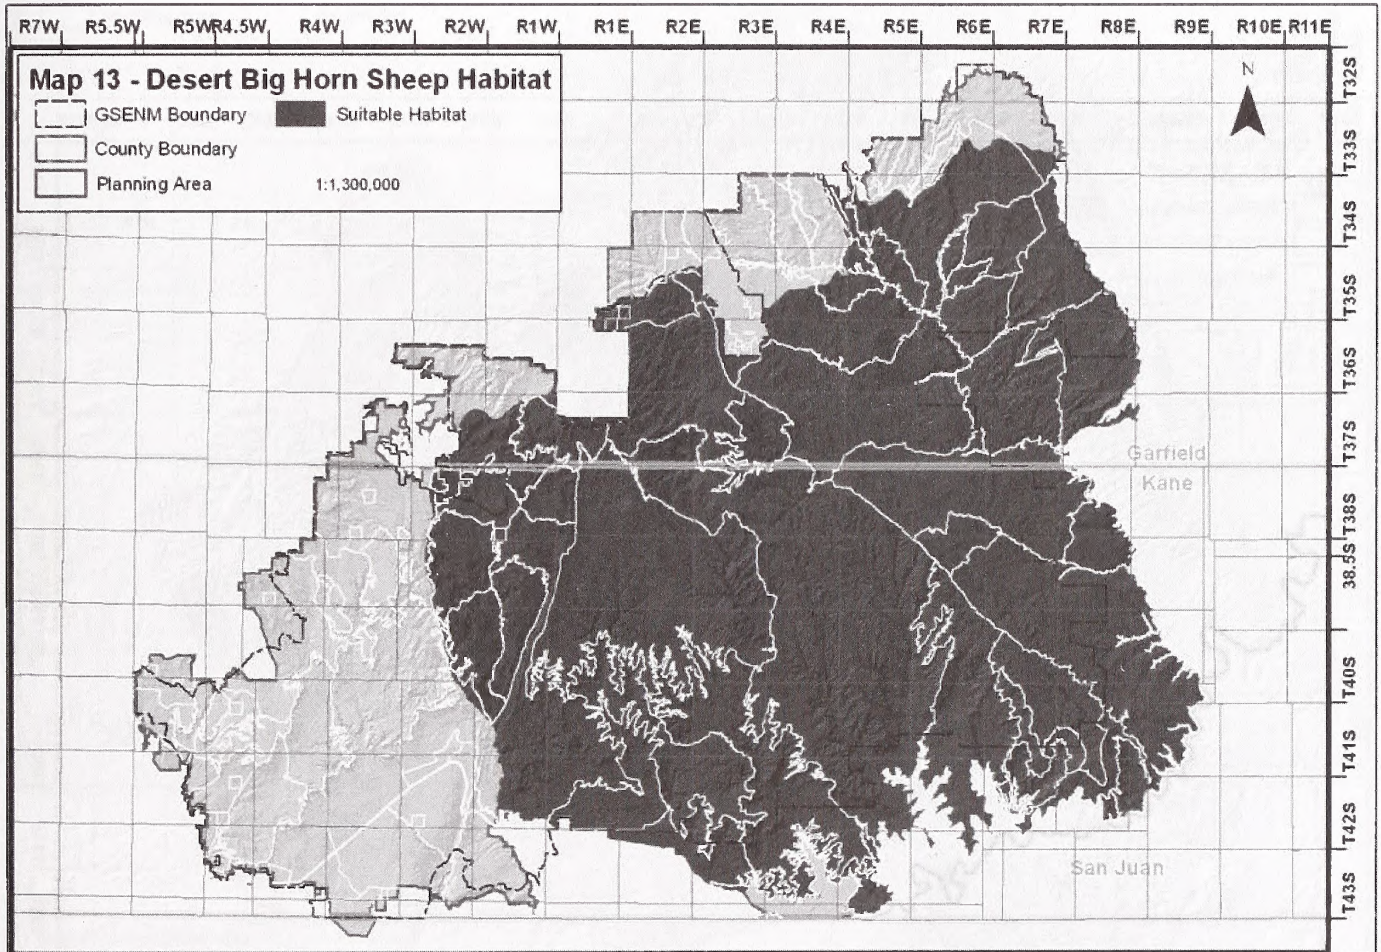 R7W R5.5W R5WR4.5W R4W R3W R2W R1W R1E R2E R3E R4E R5E R6E R7E R8E R9E R10E R11E
Map 13 - Desert Big Horn Sheep Habitat
GSENM Boundary Suitable Habitat
County Boundary
Planning Area 1:1,300,000
N
T32S
T33S
T34S
T35S
T36S
T37S
38.5S T38S
T40S
T41S
T42S
T43S
Garfield
Kane
San Juan